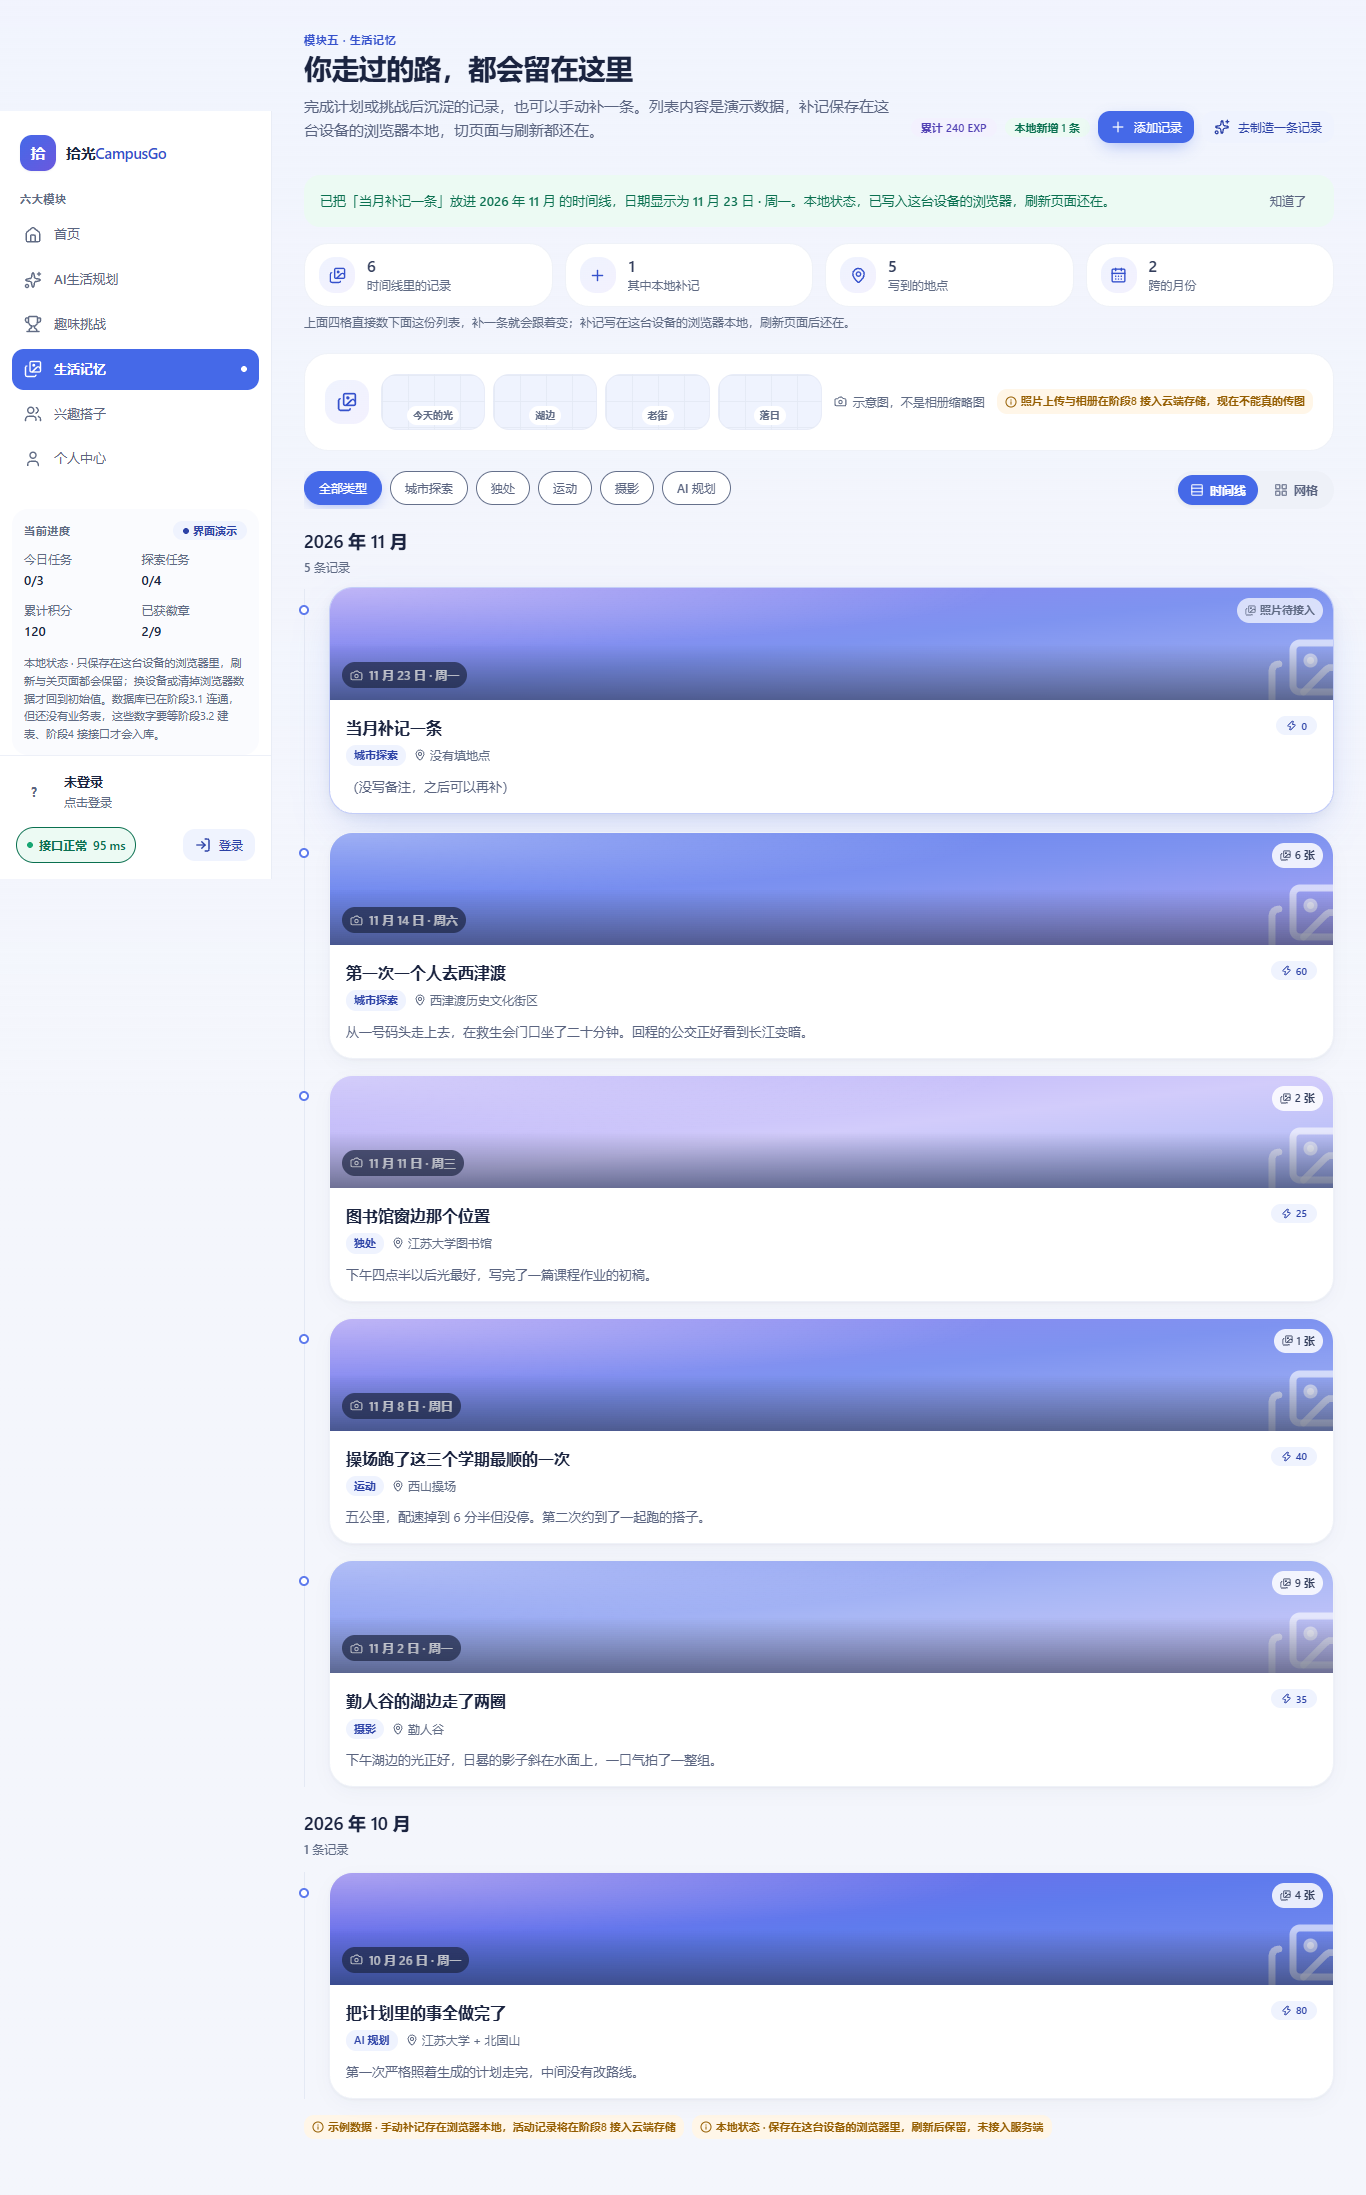 模块五 · 生活记忆
你走过的路，都会留在这里
完成计划或挑战后沉淀的记录，也可以手动补一条。列表内容是演示数据，补记保存在这
台设备的浏览器本地，切页面与刷新都还在。
累计 240 EXP
本地新增 1 条
添加记录
去制造一条记录
拾
拾光CampusGo
六大模块
首页
AI生活规划
趣味挑战
生活记忆
兴趣搭子
个人中心
当前进度
界面演示
今日任务
探索任务
0/3
0/4
累计积分
已获徽章
120
2/9
本地状态 · 只保存在这台设备的浏览器里，刷
新与关页面都会保留；换设备或清掉浏览器数
据才回到初始值。数据库已在阶段3.1 连通，
但还没有业务表，这些数字要等阶段3.2 建
表、阶段4 接接口才会入库。
?
未登录
点击登录
接口正常 95 ms
登录
已把「当月补记一条」放进 2026 年 11 月 的时间线，日期显示为 11 月 23 日 · 周一。本地状态，已写入这台设备的浏览器，刷新页面还在。
知道了
6
时间线里的记录
1
其中本地补记
5
写到的地点
2
跨的月份
上面四格直接数下面这份列表，补一条就会跟着变；补记写在这台设备的浏览器本地，刷新页面后还在。
今天的光
湖边
老街
落日
示意图，不是相册缩略图
照片上传与相册在阶段8 接入云端存储，现在不能真的传图
全部类型
城市探索
独处
运动
摄影
AI 规划
时间线
网格
2026 年 11 月
5 条记录
照片待接入
11 月 23 日 · 周一
当月补记一条
0
城市探索
没有填地点
（没写备注，之后可以再补）
6 张
11 月 14 日 · 周六
第一次一个人去西津渡
60
城市探索
西津渡历史文化街区
从一号码头走上去，在救生会门口坐了二十分钟。回程的公交正好看到长江变暗。
2 张
11 月 11 日 · 周三
图书馆窗边那个位置
25
独处
江苏大学图书馆
下午四点半以后光最好，写完了一篇课程作业的初稿。
1 张
11 月 8 日 · 周日
操场跑了这三个学期最顺的一次
40
运动
西山操场
五公里，配速掉到 6 分半但没停。第二次约到了一起跑的搭子。
9 张
11 月 2 日 · 周一
勤人谷的湖边走了两圈
35
摄影
勤人谷
下午湖边的光正好，日晷的影子斜在水面上，一口气拍了一整组。
2026 年 10 月
1 条记录
4 张
10 月 26 日 · 周一
把计划里的事全做完了
80
AI 规划
江苏大学 + 北固山
第一次严格照着生成的计划走完，中间没有改路线。
示例数据 · 手动补记存在浏览器本地，活动记录将在阶段8 接入云端存储
本地状态 · 保存在这台设备的浏览器里，刷新后保留，未接入服务端